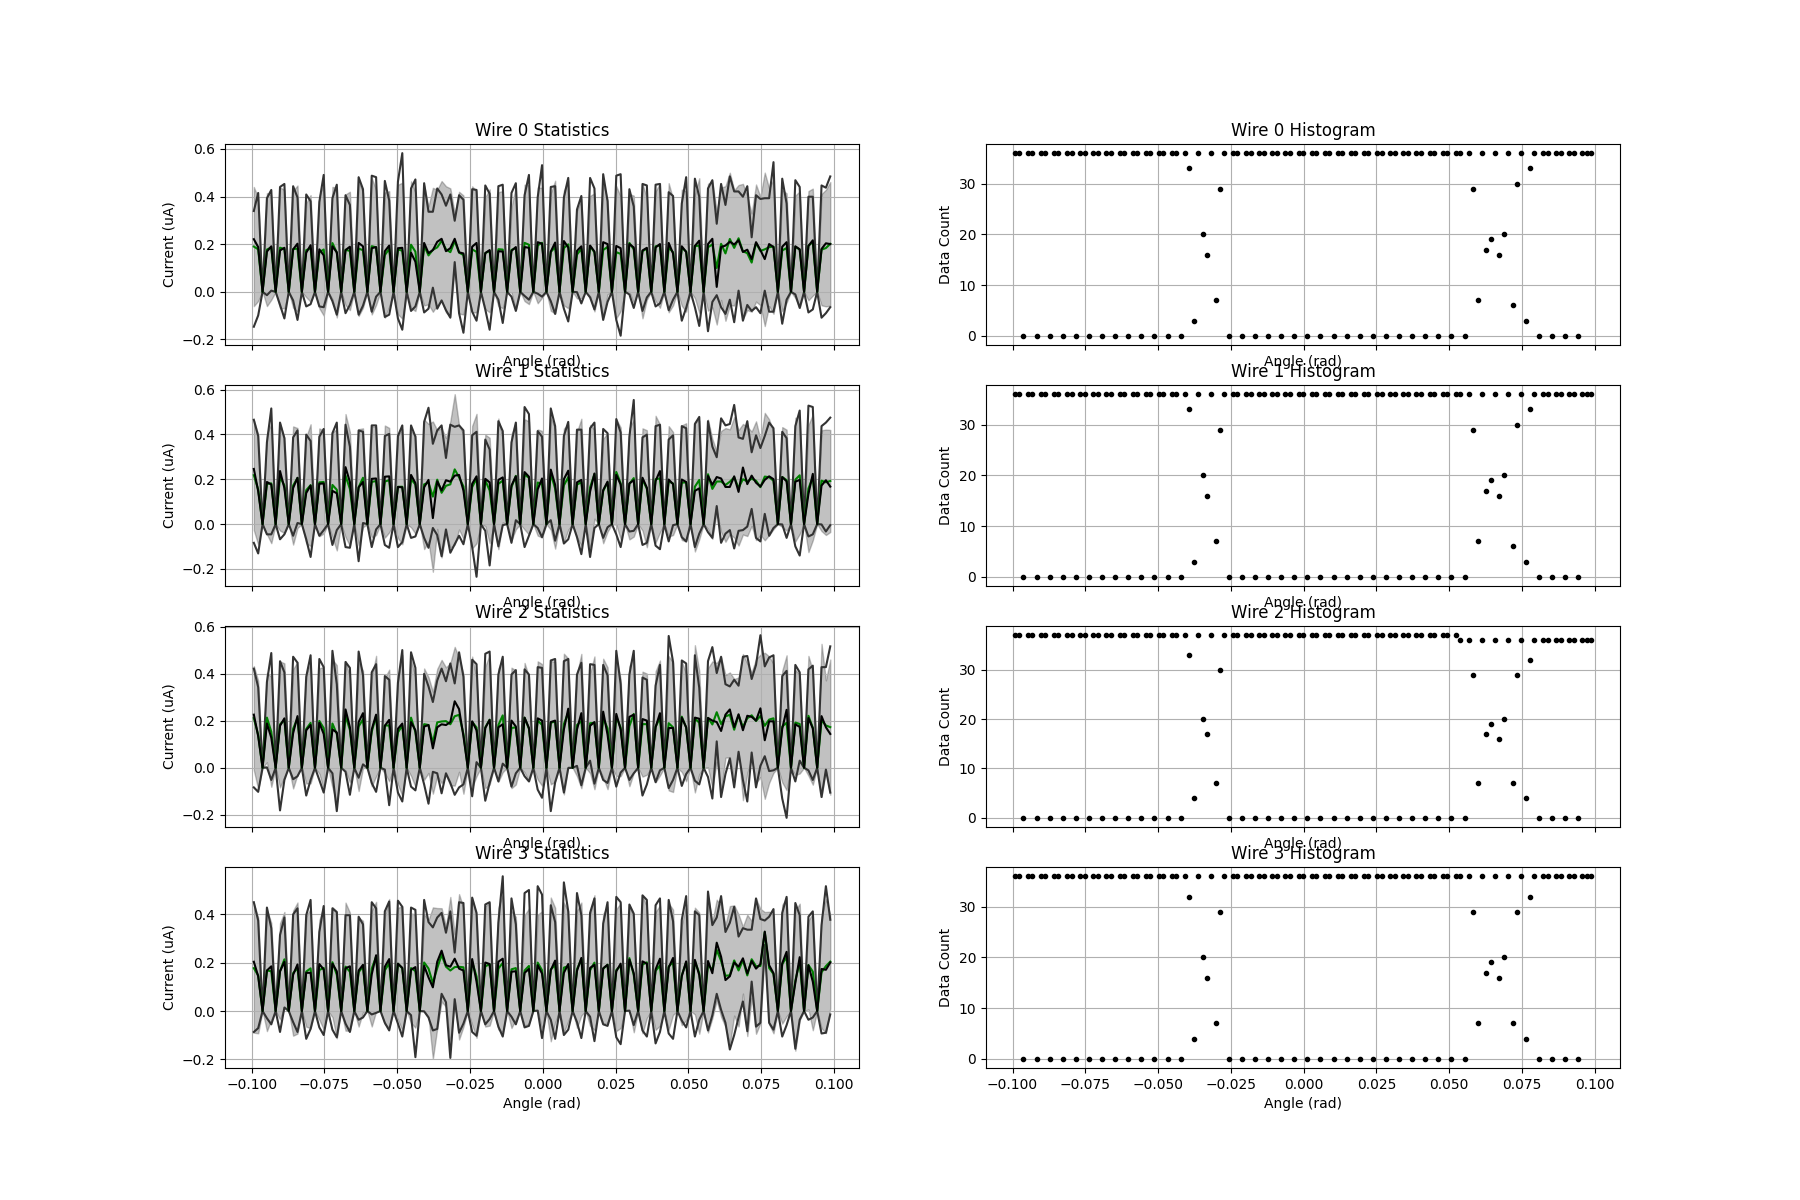 Wire 0 Statistics
Current (uA)
0.6
0.4
0.2
0.0
−0.2
Angle (rad)
Wire 0 Histogram
Data Count
30
20
10
0
Angle (rad)
Wire 1 Statistics
Current (uA)
0.6
0.4
0.2
0.0
−0.2
Angle (rad)
Wire 1 Histogram
Data Count
30
20
10
0
Angle (rad)
Wire 2 Statistics
Current (uA)
0.6
0.4
0.2
0.0
−0.2
Angle (rad)
Wire 2 Histogram
Data Count
30
20
10
0
Angle (rad)
Wire 3 Statistics
Current (uA)
0.4
0.2
0.0
−0.2
−0.100 −0.075 −0.050 −0.025 0.000 0.025 0.050 0.075 0.100
Angle (rad)
Wire 3 Histogram
Data Count
30
20
10
0
−0.100 −0.075 −0.050 −0.025 0.000 0.025 0.050 0.075 0.100
Angle (rad)